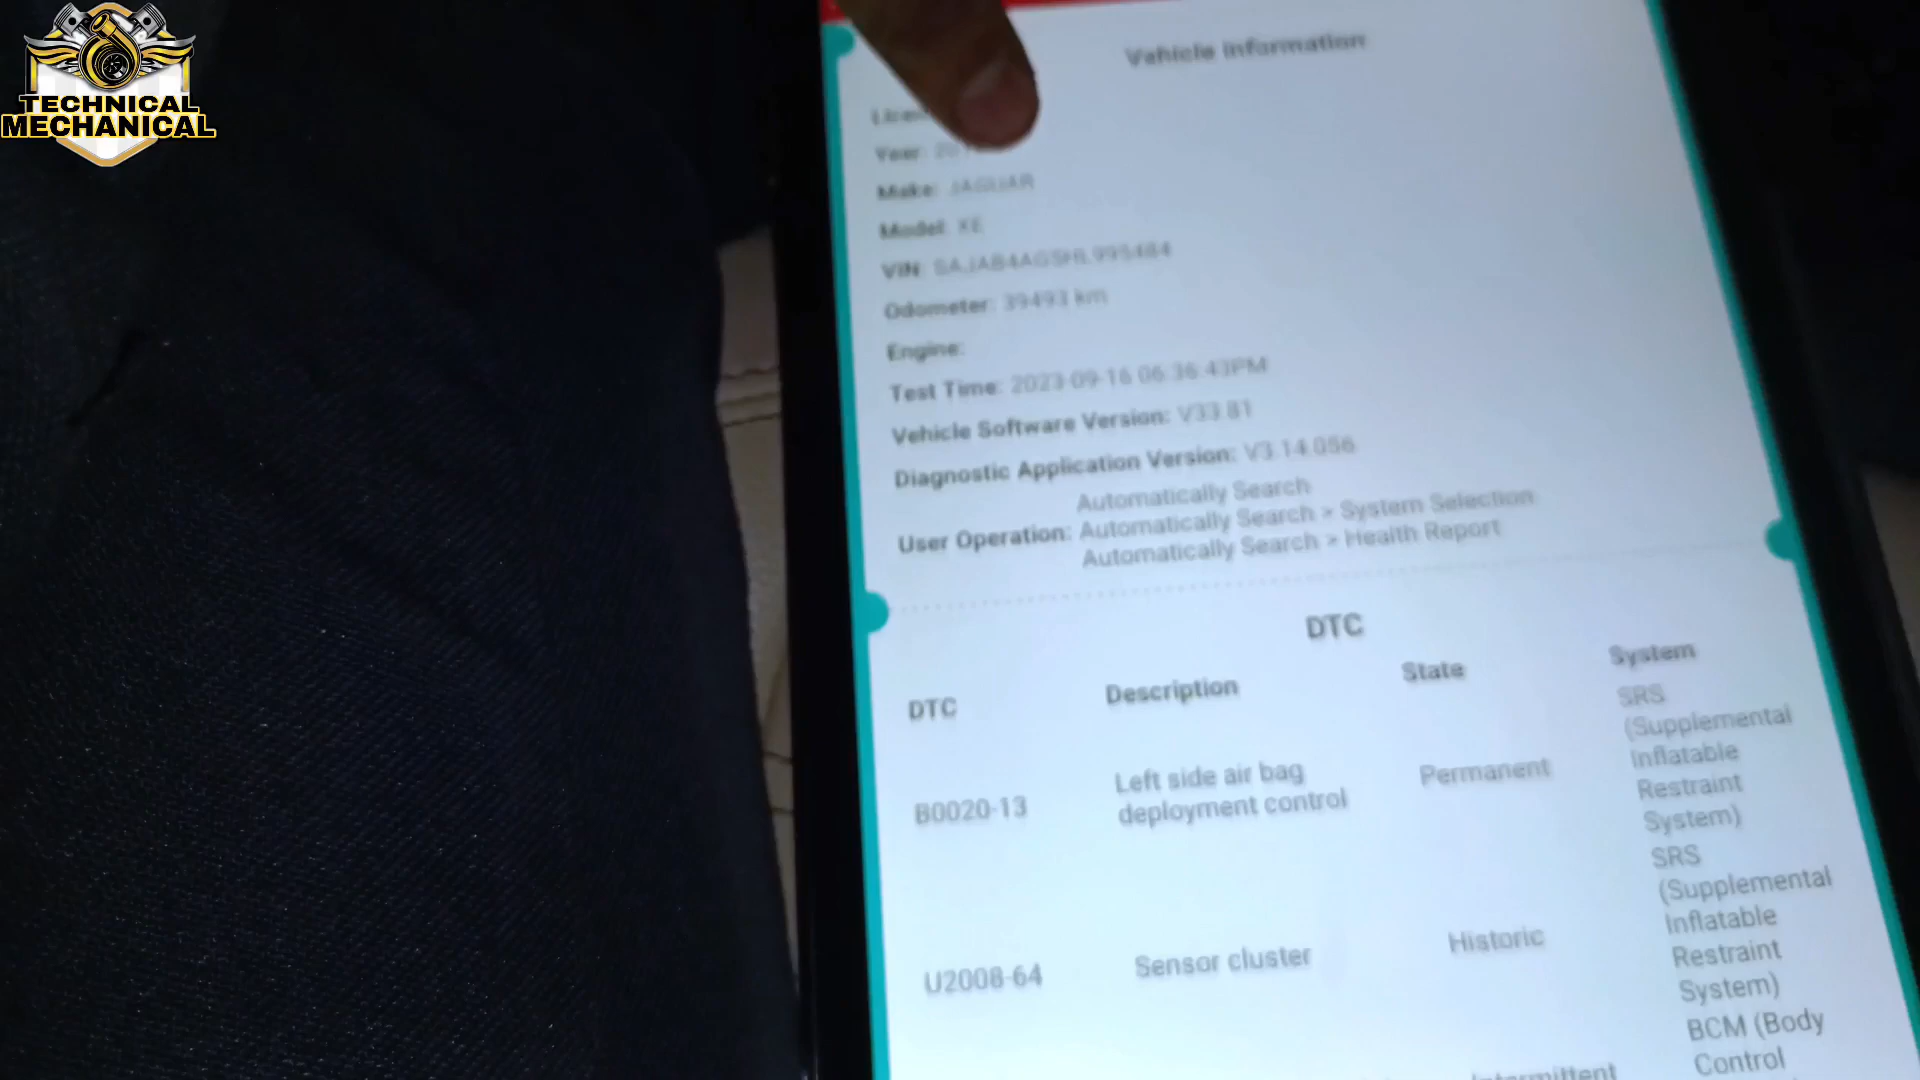 TECHNICAL
MECHANICAL
Vehicle Information
Year:
Make: JAGUAR
Model: XE
VIN:
Odometer: 39493 km
Engine:
Test Time: 2023-09-16 06:36:43PM
Vehicle Software Version: V33.81
Diagnostic Application Version: V3.14.056
Automatically Search
User Operation: Automatically Search > System Selection
Automatically Search > Health Report
DTC
DTC Description State System
B0020-13 Left side air bag deployment control Permanent SRS (Supplemental Inflatable Restraint System)
U2008-64 Sensor cluster Historic SRS (Supplemental Inflatable Restraint System)
Intermittent BCM (Body Control